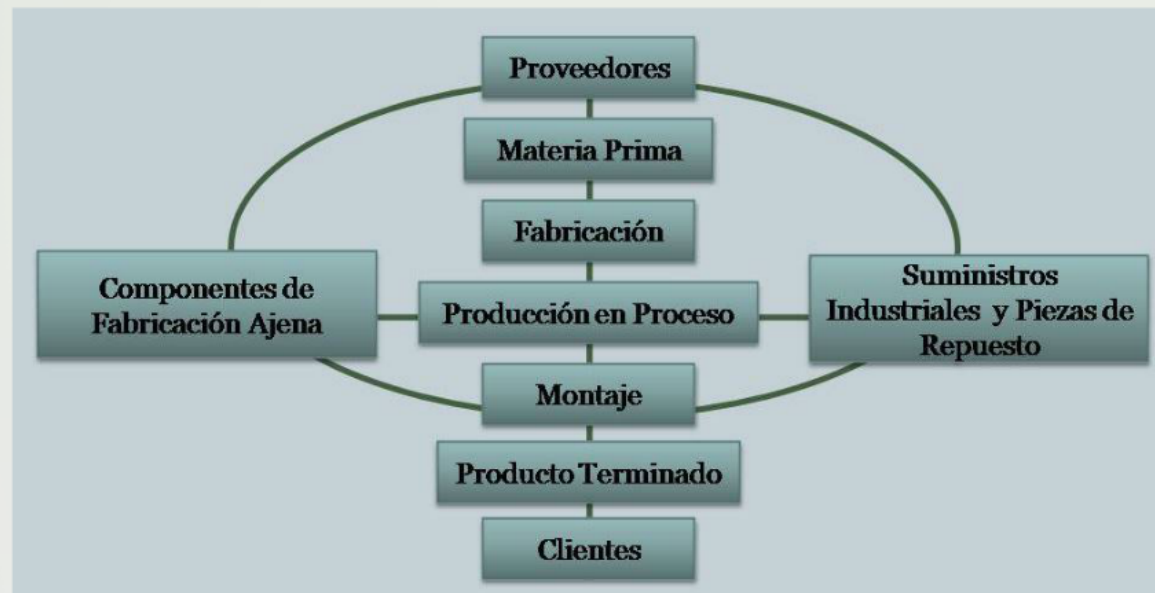 Proveedores
Materia Prima
Fabricación
Componentes de
Fabricación Ajena
Producción en Proceso
Suministros
Industriales y Piezas de
Repuesto
Montaje
Producto Terminado
Clientes